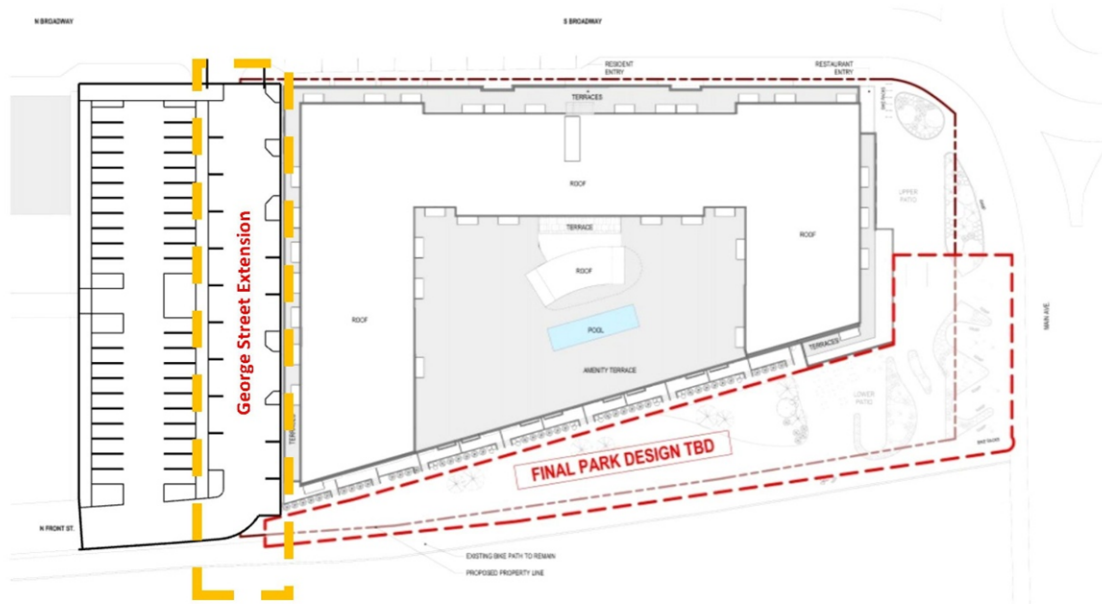 N BROADWAY
S BROADWAY
RESIDENT
ENTRY
RESTAURANT
ENTRY
TERRACES
ROOF
UPPER
PATIO
TERRACE
ROOF
ROOF
George Street Extension
ROOF
POOL
MAIN AVE.
TERRACES
AMENITY TERRACE
LOWER
PATIO
TERRACES
FINAL PARK DESIGN TBD
N FRONT ST.
EXISTING BIKE PATH TO REMAIN
PROPOSED PROPERTY LINE